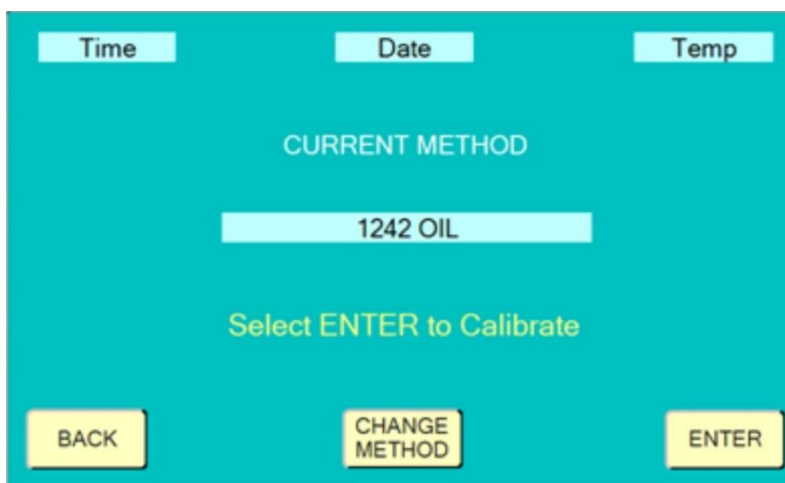 Time Date Temp
CURRENT METHOD
1242 OIL
Select ENTER to Calibrate
BACK CHANGE METHOD ENTER